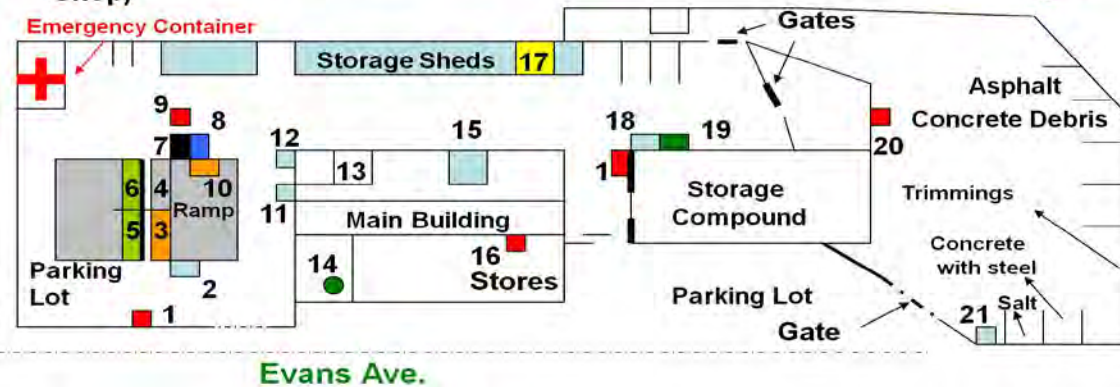 Shop)
Emergency Container
Gates
Storage Sheds
17
Asphalt
Concrete Debris
9
8
7
12
15
18
19
20
13
1
6
4
10
Ramp
5
3
11
Main Building
Storage
Compound
Trimmings
Parking
Lot
2
14
16
Stores
Concrete
with steel
Parking Lot
Salt
1
21
Gate
Evans Ave.